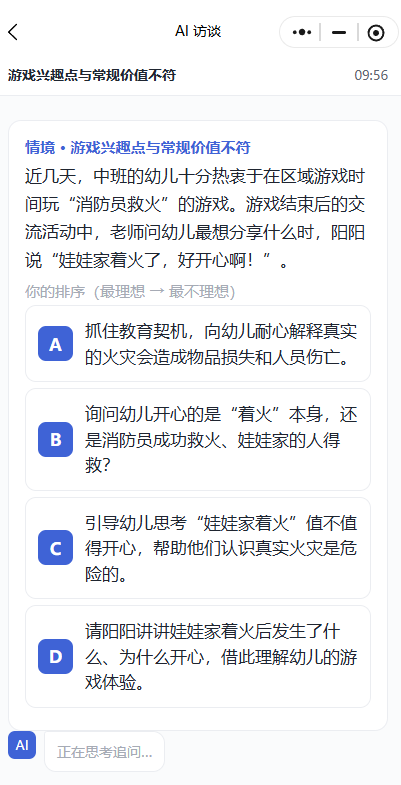 AI 访谈
游戏兴趣点与常规价值不符 09:56
情境·游戏兴趣点与常规价值不符
近几天，中班的幼儿十分热衷于在区域游戏时
间玩“消防员救火”的游戏。游戏结束后的交
流活动中，老师问幼儿最想分享什么时，阳阳
说“娃娃家着火了，好开心啊！”。
你的排序（最理想 → 最不理想）
A 抓住教育契机，向幼儿耐心解释真实
的火灾会造成物品损失和人员伤亡。
B 询问幼儿开心的是“着火”本身，还
是消防员成功救火、娃娃家的人得
救？
C 引导幼儿思考“娃娃家着火”值不值
得开心，帮助他们认识真实火灾是危
险的。
D 请阳阳讲讲娃娃家着火后发生了什
么、为什么开心，借此理解幼儿的游
戏体验。
AI 正在思考追问...